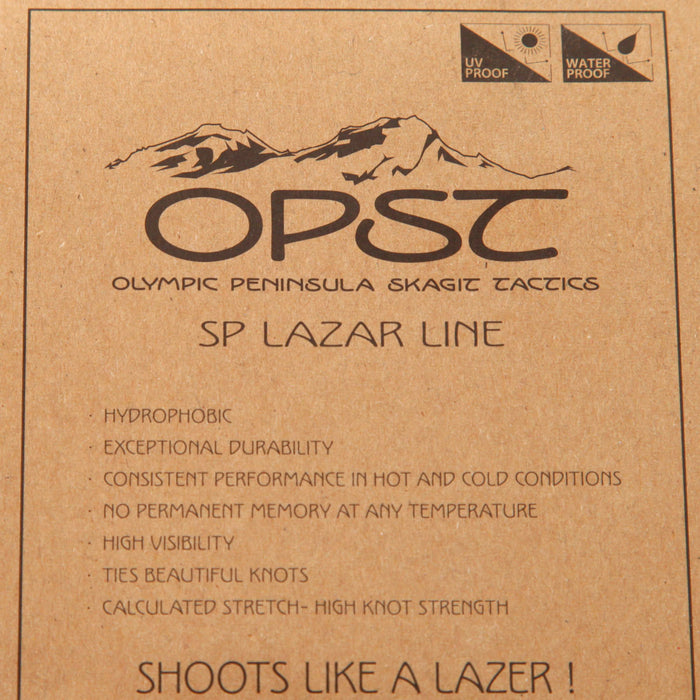 UV
PROOF
WATER
PROOF
OPST
OLYMPIC PENINSULA SKAGIT TACTICS
SP LAZAR LINE
· HYDROPHOBIC
· EXCEPTIONAL DURABILITY
· CONSISTENT PERFORMANCE IN HOT AND COLD CONDITIONS
· NO PERMANENT MEMORY AT ANY TEMPERATURE
· HIGH VISIBILITY
· TIES BEAUTIFUL KNOTS
· CALCULATED STRETCH- HIGH KNOT STRENGTH
SHOOTS LIKE A LAZER !